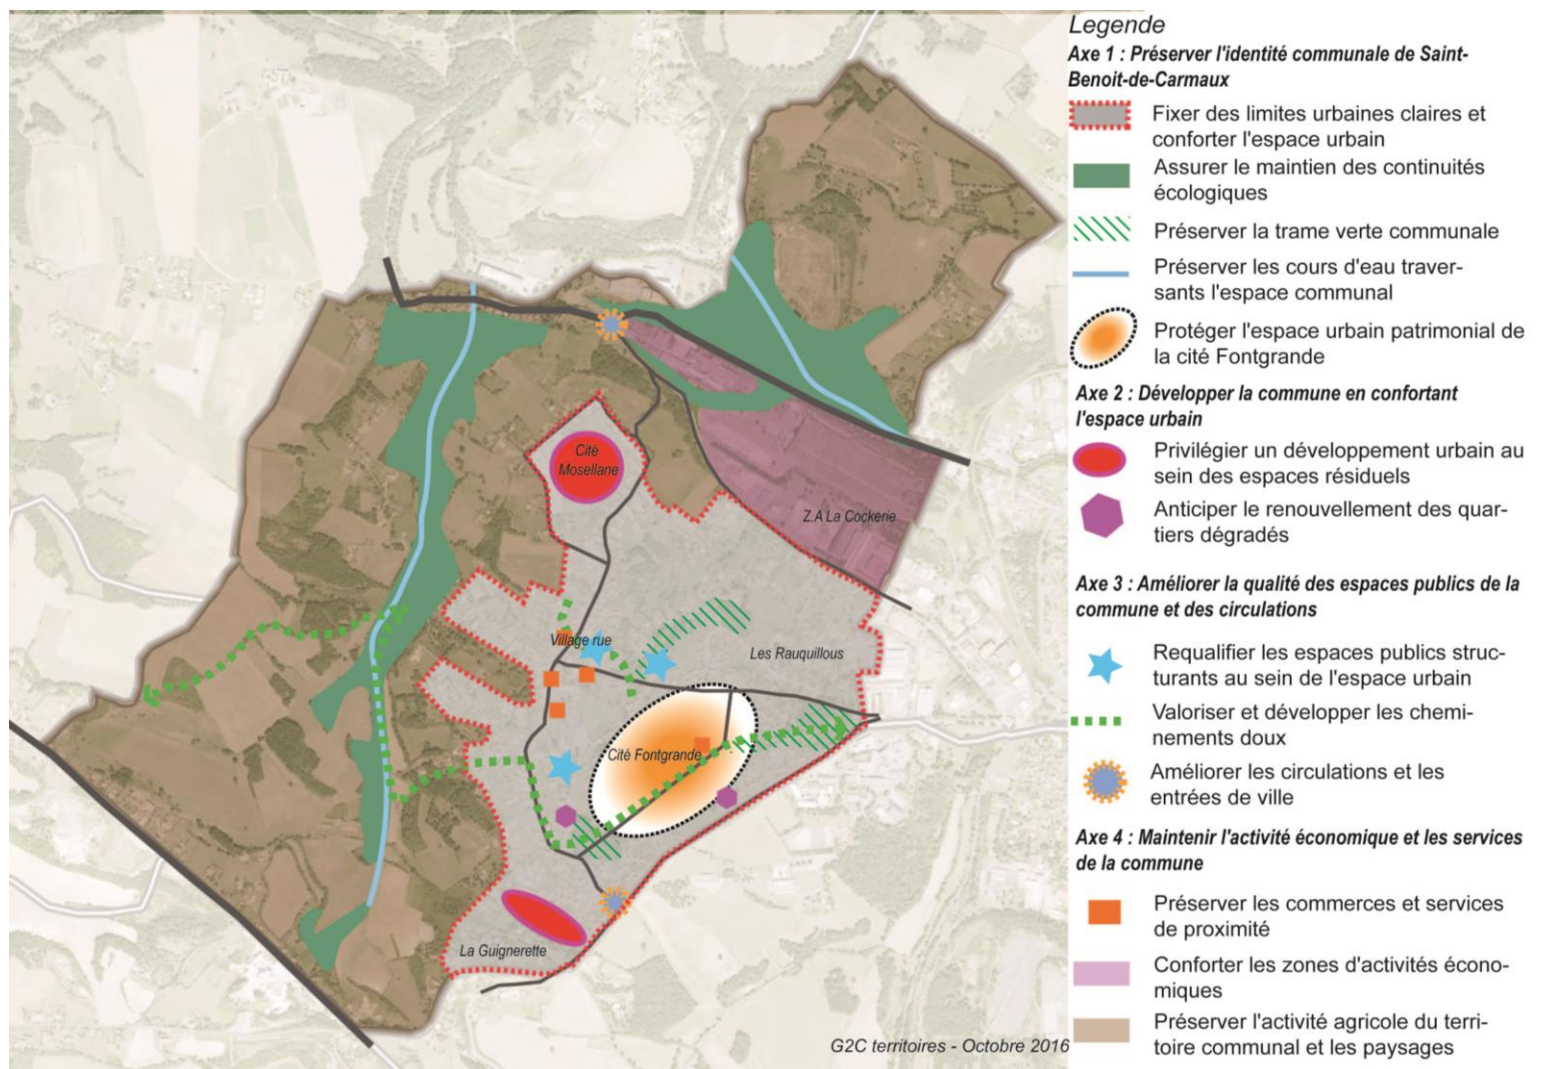 Legende
Axe 1 : Préserver l'identité communale de Saint-
Benoit-de-Carmaux
Fixer des limites urbaines claires et
conforter l'espace urbain
Assurer le maintien des continuités
écologiques
Préserver la trame verte communale
Préserver les cours d'eau traver-
sants l'espace communal
Protéger l'espace urbain patrimonial de
la cité Fontgrande
Axe 2 : Développer la commune en confortant
l'espace urbain
Privilégier un développement urbain au
sein des espaces résiduels
Anticiper le renouvellement des quar-
tiers dégradés
Axe 3 : Améliorer la qualité des espaces publics de la
commune et des circulations
Requalifier les espaces publics struc-
turants au sein de l'espace urbain
Valoriser et développer les chemi-
nements doux
Améliorer les circulations et les
entrées de ville
Axe 4 : Maintenir l'activité économique et les services
de la commune
Préserver les commerces et services
de proximité
Conforter les zones d'activités écono-
miques
Préserver l'activité agricole du terri-
toire communal et les paysages
Cité
Mosellane
Z.A La Cockerie
Village rue
Les Rauquillous
Cité Fontgrande
La Guignerette
G2C territoires - Octobre 2016